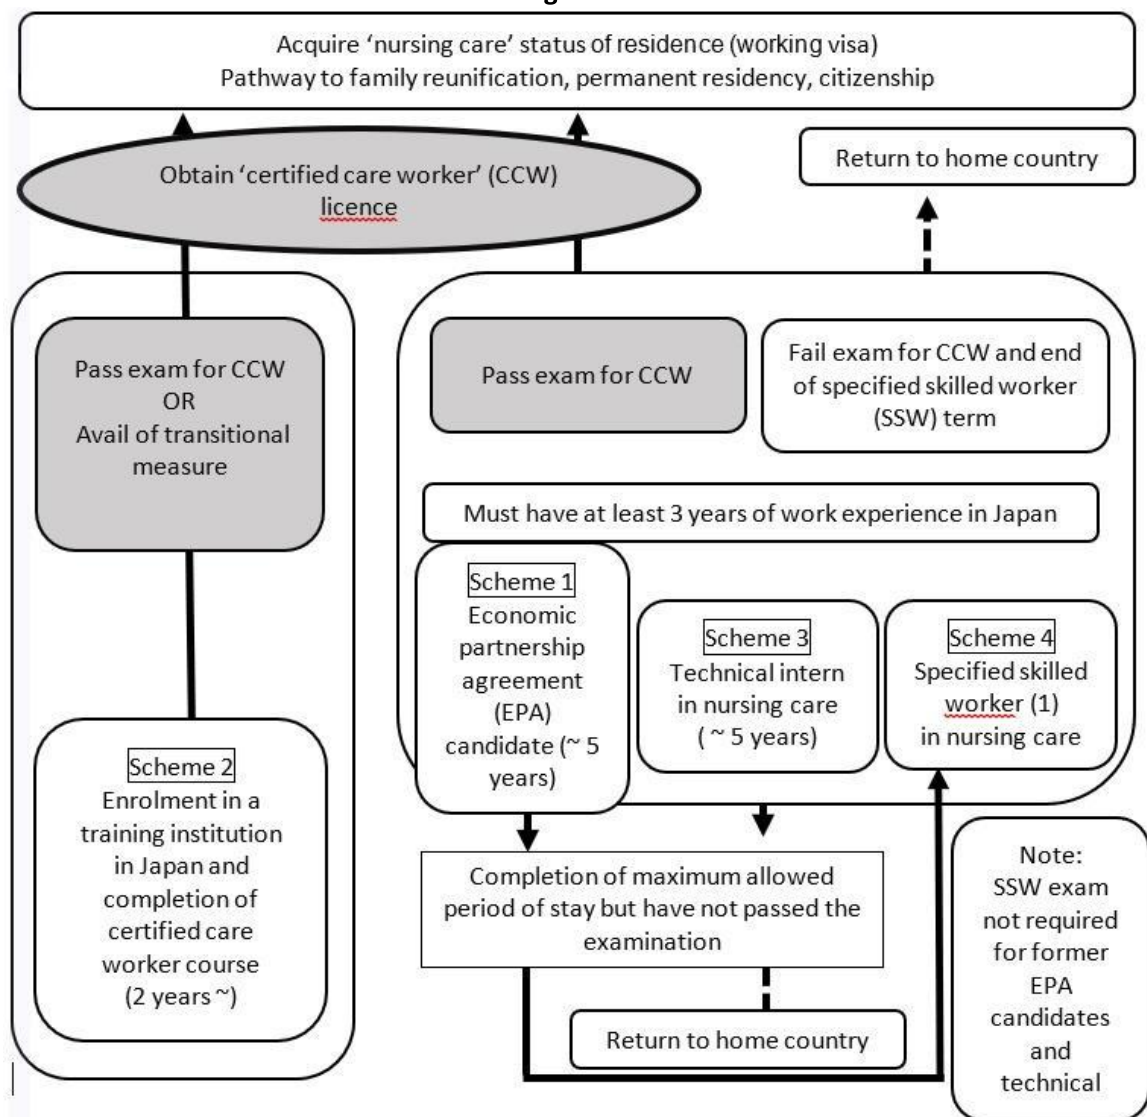 Acquire ‘nursing care’ status of residence (working visa)
Pathway to family reunification, permanent residency, citizenship
Return to home country
Obtain ‘certified care worker’ (CCW)
licence
Pass exam for CCW
OR
Avail of transitional
measure
Pass exam for CCW
Fail exam for CCW and end
of specified skilled worker
(SSW) term
Must have at least 3 years of work experience in Japan
Scheme 1
Economic
partnership
agreement
(EPA)
candidate (~ 5
years)
Scheme 3
Technical intern
in nursing care
( ~ 5 years)
Scheme 4
Specified skilled
worker (1)
in nursing care
Scheme 2
Enrolment in a
training institution
in Japan and
completion of
certified care
worker course
(2 years ~)
Completion of maximum allowed
period of stay but have not passed the
examination
Return to home country
Note:
SSW exam
not required
for former
EPA
candidates
and
technical